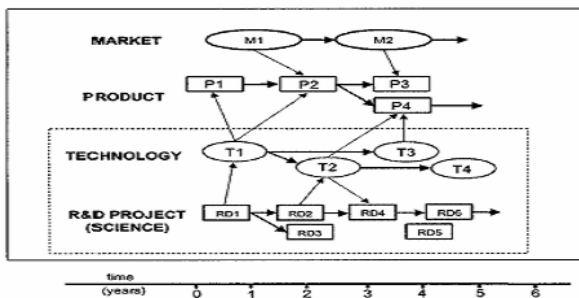 MARKET M1 M2
P1 P2 P3
PRODUCT
P4
TECHNOLOGY T1 T3
T2 T4
R&D PROJECT RD1 RD2 RD4 RD6
(SCIENCE) RD3 RD5
time
(years) 0 1 2 3 4 5 6